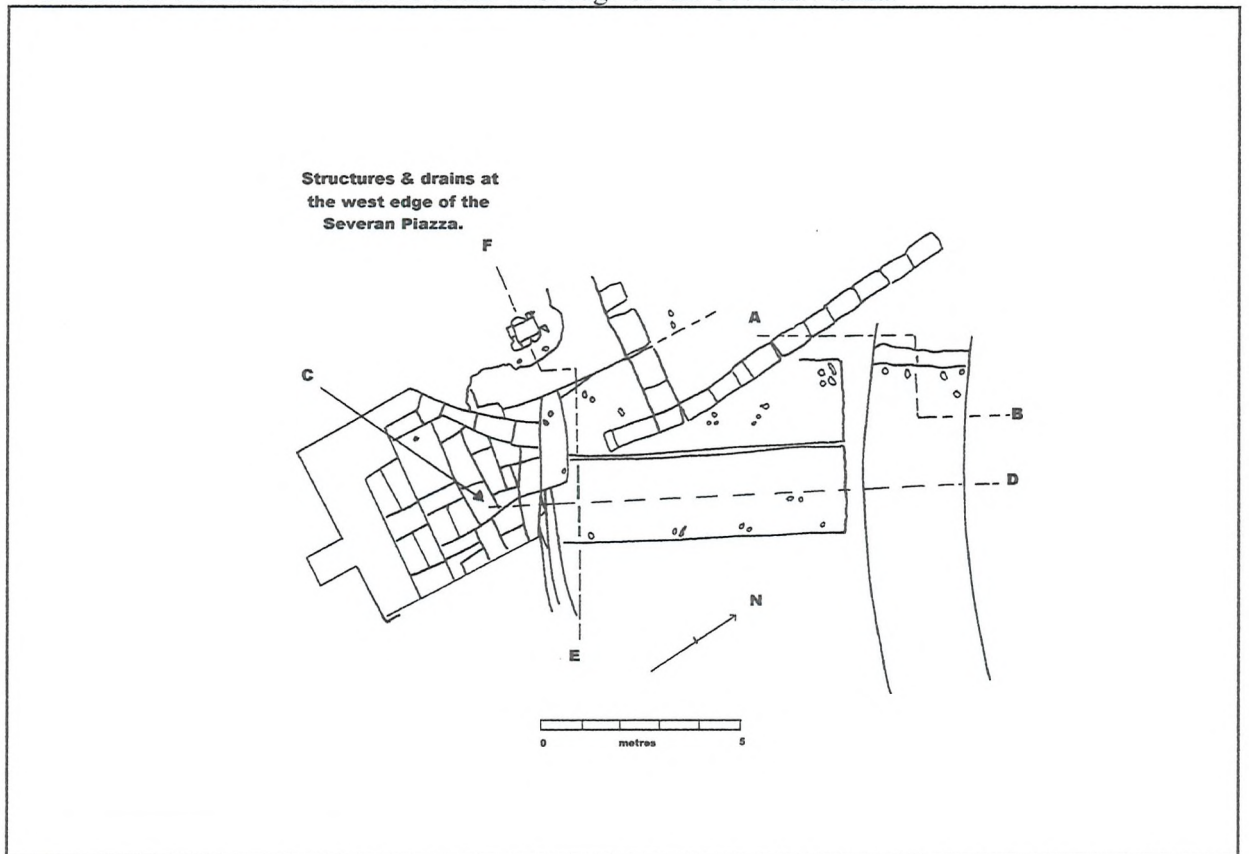 Structures & drains at
the west edge of the
Severan Piazza.
F
A
C
B
D
N
E
0 metres 5